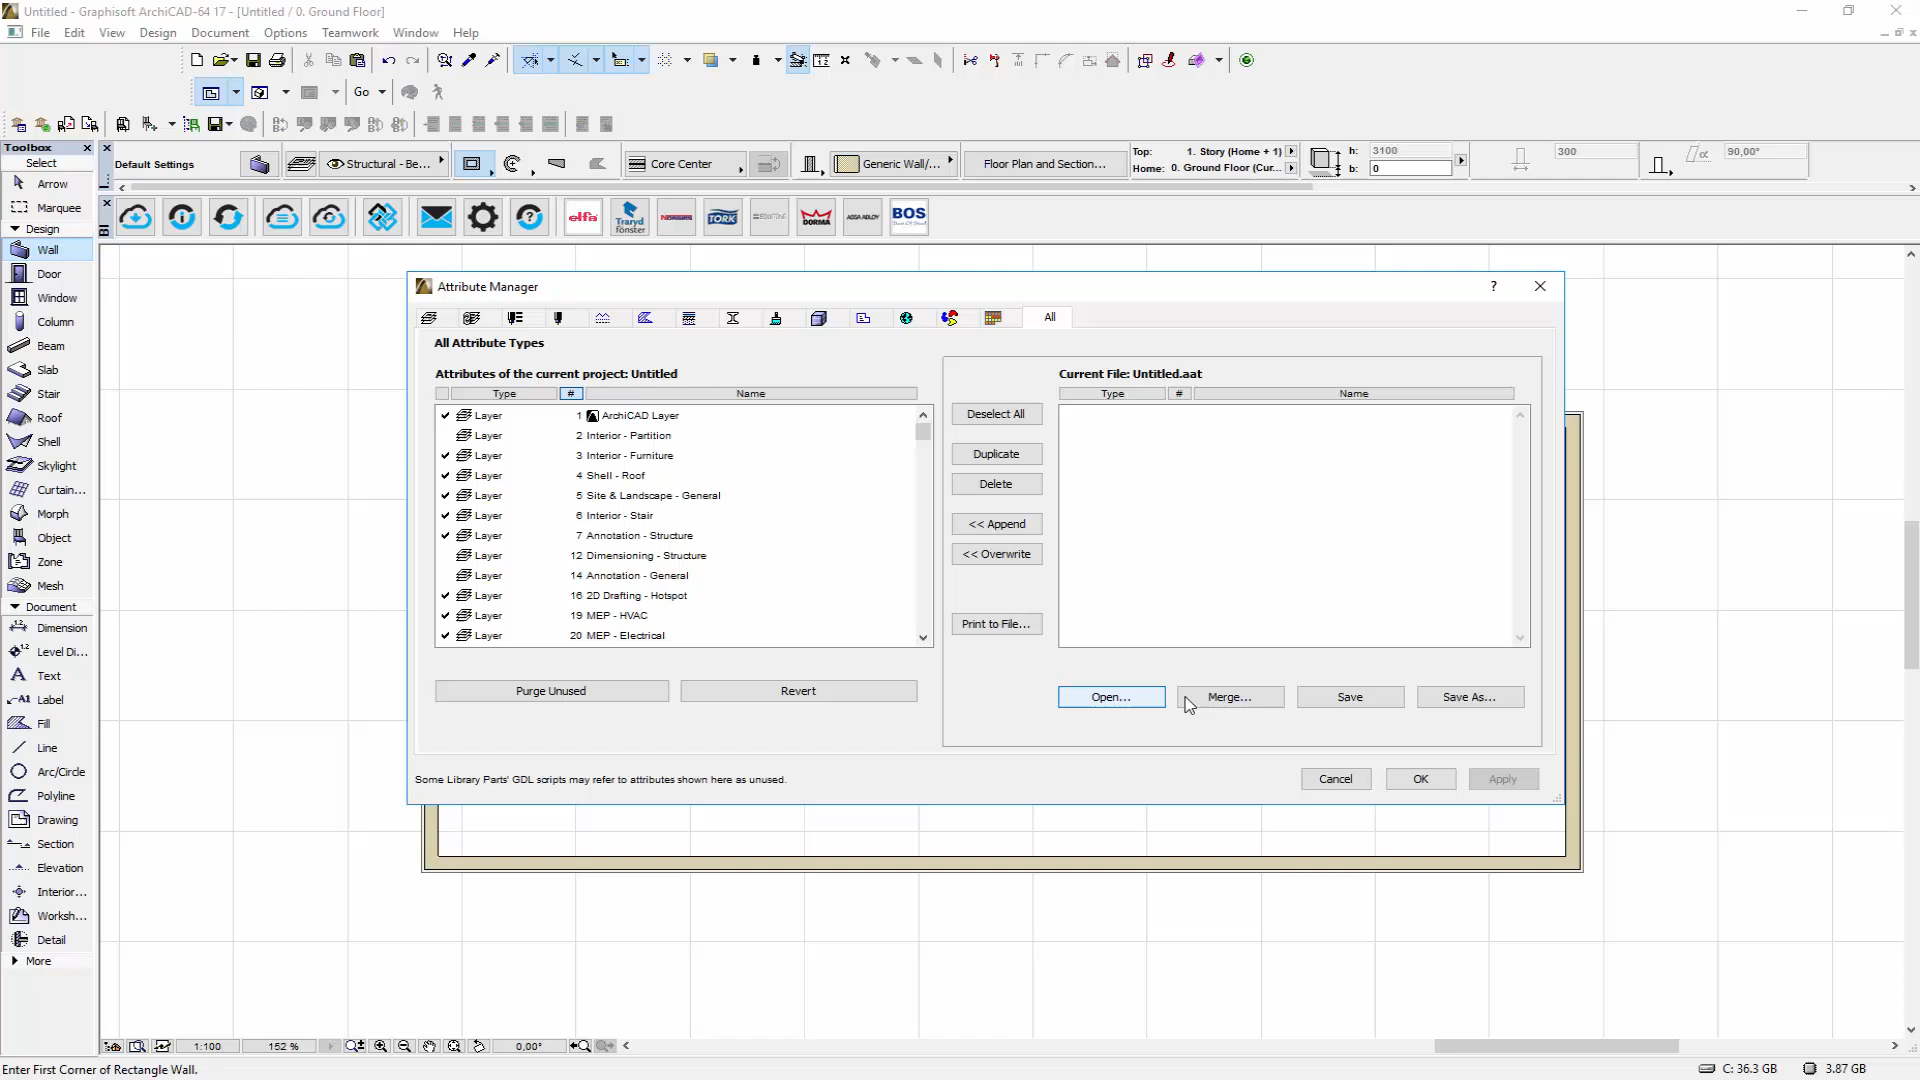 Untitled - Graphisoft ArchiCAD-64 17 - [Untitled / 0. Ground Floor]
File Edit View Design Document Options Teamwork Window Help
Go
Toolbox
Select
Arrow
Marquee
Design
Wall
Door
Window
Column
Beam
Slab
Stair
Roof
Shell
Skylight
Curtain...
Morph
Object
Zone
Mesh
Document
Dimension
Level Di...
Text
Label
Fill
Line
Arc/Circle
Polyline
Drawing
Section
Elevation
Interior...
Worksh...
Detail
More
Default Settings
Structural - Be...
Core Center
Generic Wall/...
Floor Plan and Section...
Top: 1. Story (Home + 1)
Home: 0. Ground Floor (Cur...
h: 3100
b: 0
300
90,00°
elfa
Traryd fönster
TORK
DORMA
ASSA ABLOY
BOS
Attribute Manager
?
All
All Attribute Types
Attributes of the current project: Untitled
Type # Name
Layer 1 ArchiCAD Layer
Layer 2 Interior - Partition
Layer 3 Interior - Furniture
Layer 4 Shell - Roof
Layer 5 Site & Landscape - General
Layer 6 Interior - Stair
Layer 7 Annotation - Structure
Layer 12 Dimensioning - Structure
Layer 14 Annotation - General
Layer 16 2D Drafting - Hotspot
Layer 19 MEP - HVAC
Layer 20 MEP - Electrical
Purge Unused
Revert
Deselect All
Duplicate
Delete
<< Append
<< Overwrite
Print to File...
Current File: Untitled.aat
Type # Name
Open...
Merge...
Save
Save As...
Some Library Parts' GDL scripts may refer to attributes shown here as unused.
Cancel
OK
Apply
1:100
152 %
0,00°
Enter First Corner of Rectangle Wall.
C: 36.3 GB
3.87 GB